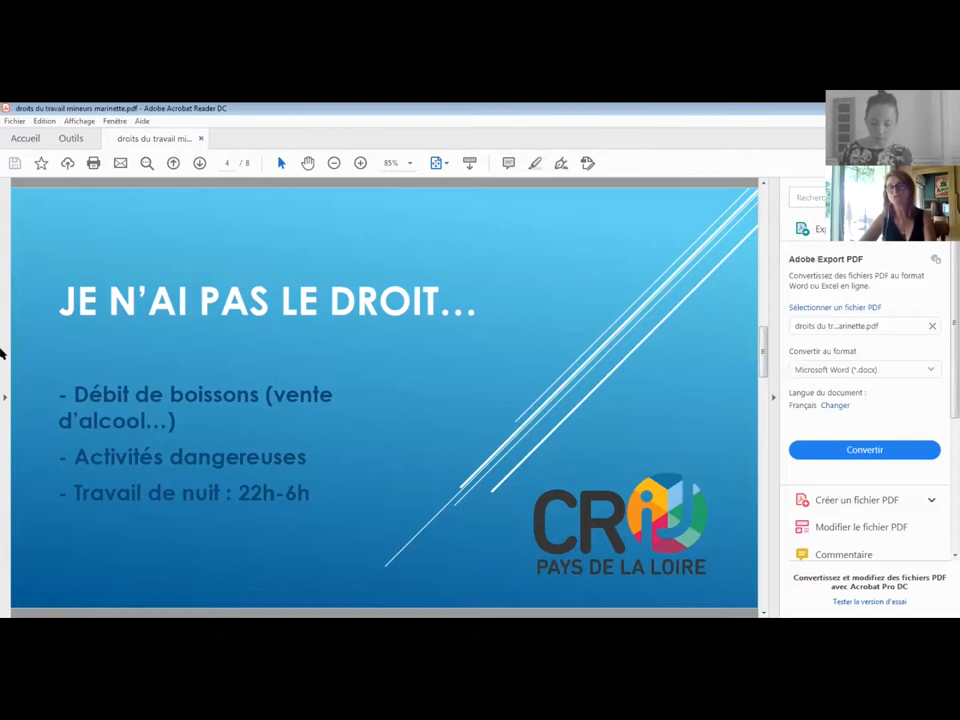 droits du travail mineurs marinette.pdf - Adobe Acrobat Reader DC
Fichier Edition Affichage Fenêtre Aide
Accueil Outils droits du travail mi... ×
4 / 8 85%
JE N'AI PAS LE DROIT...
- Débit de boissons (vente
d'alcool...)
- Activités dangereuses
- Travail de nuit : 22h-6h
CRIJ
PAYS DE LA LOIRE
Adobe Export PDF
Convertissez des fichiers PDF au format
Word ou Excel en ligne.
Sélectionner un fichier PDF
droits du tr...arinette.pdf
Convertir au format
Microsoft Word (*.docx)
Langue du document :
Français Changer
Convertir
Créer un fichier PDF
Modifier le fichier PDF
Commentaire
Convertissez et modifiez des fichiers PDF
avec Acrobat Pro DC
Tester la version d'essai